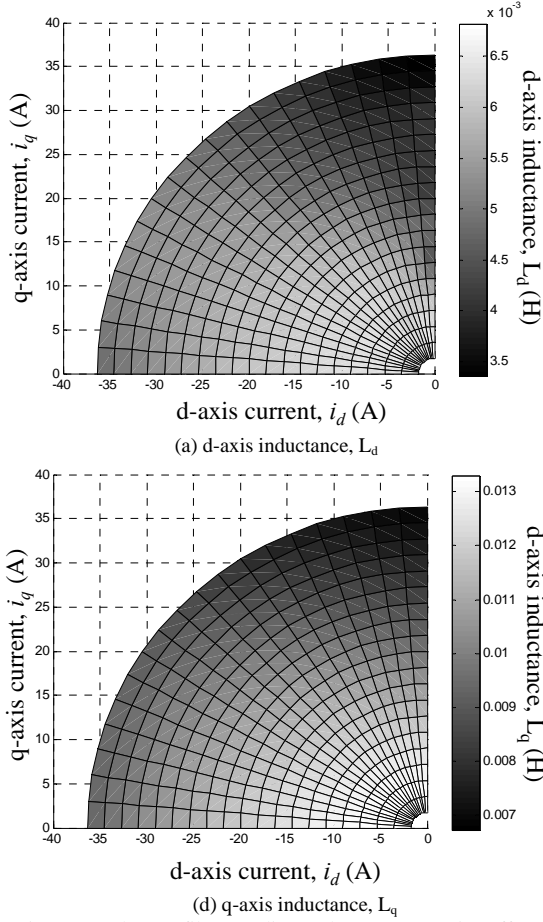 x 10⁻³
40
35
30
25
20
15
10
5
0
q-axis current, i_q (A)
-40 -35 -30 -25 -20 -15 -10 -5 0
d-axis current, i_d (A)
6.5
6
5.5
5
4.5
4
3.5
d-axis inductance, L_d (H)
(a) d-axis inductance, L_d
40
35
30
25
20
15
10
5
0
q-axis current, i_q (A)
-40 -35 -30 -25 -20 -15 -10 -5 0
d-axis current, i_d (A)
0.013
0.012
0.011
0.010
0.009
0.008
0.007
d-axis inductance, L_q (H)
(d) q-axis inductance, L_q